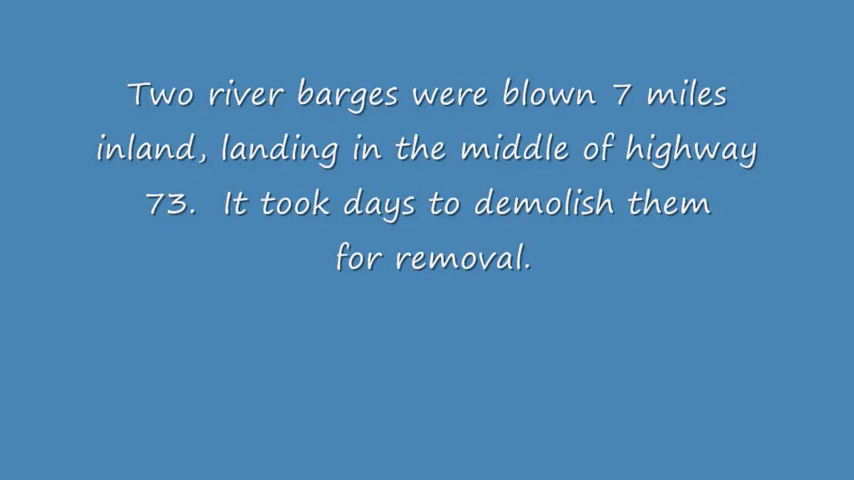 Two river barges were blown 7 miles
inland, landing in the middle of highway
73.  It took days to demolish them
for removal.